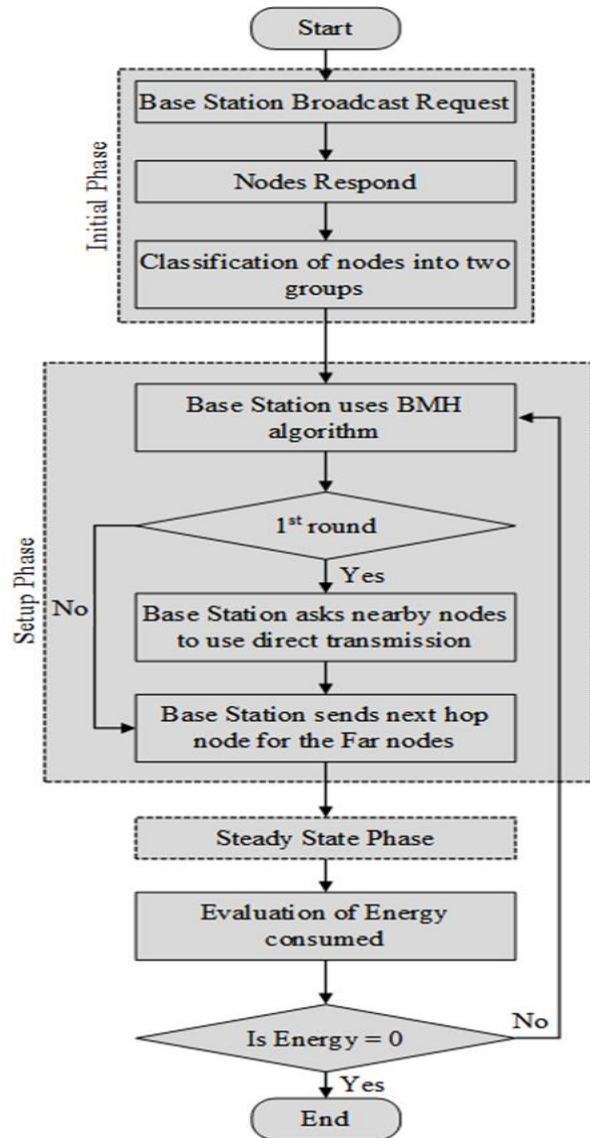 Start
Initial Phase
Base Station Broadcast Request
Nodes Respond
Classification of nodes into two
groups
Setup Phase
Base Station uses BMH
algorithm
1st round
No
Yes
Base Station asks nearby nodes
to use direct transmission
Base Station sends next hop
node for the Far nodes
Steady State Phase
Evaluation of Energy
consumed
Is Energy = 0
No
Yes
End